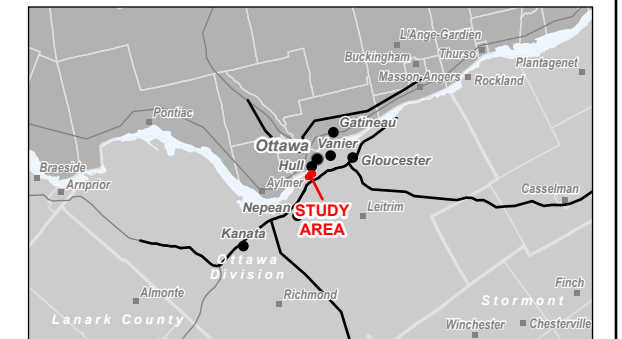 L'Ange-Gardien
Buckingham
Thurso
Plantagenet
Masson-Angers
Rockland
Pontiac
Gatineau
Ottawa
Vanier
Hull
Gloucester
Braeside
Arnprior
Aylmer
Casselman
Nepean
STUDY
AREA
Leitrim
Kanata
Ottawa
Division
Finch
Almonte
Richmond
Stormont
Lanark County
Winchester
Chesterville